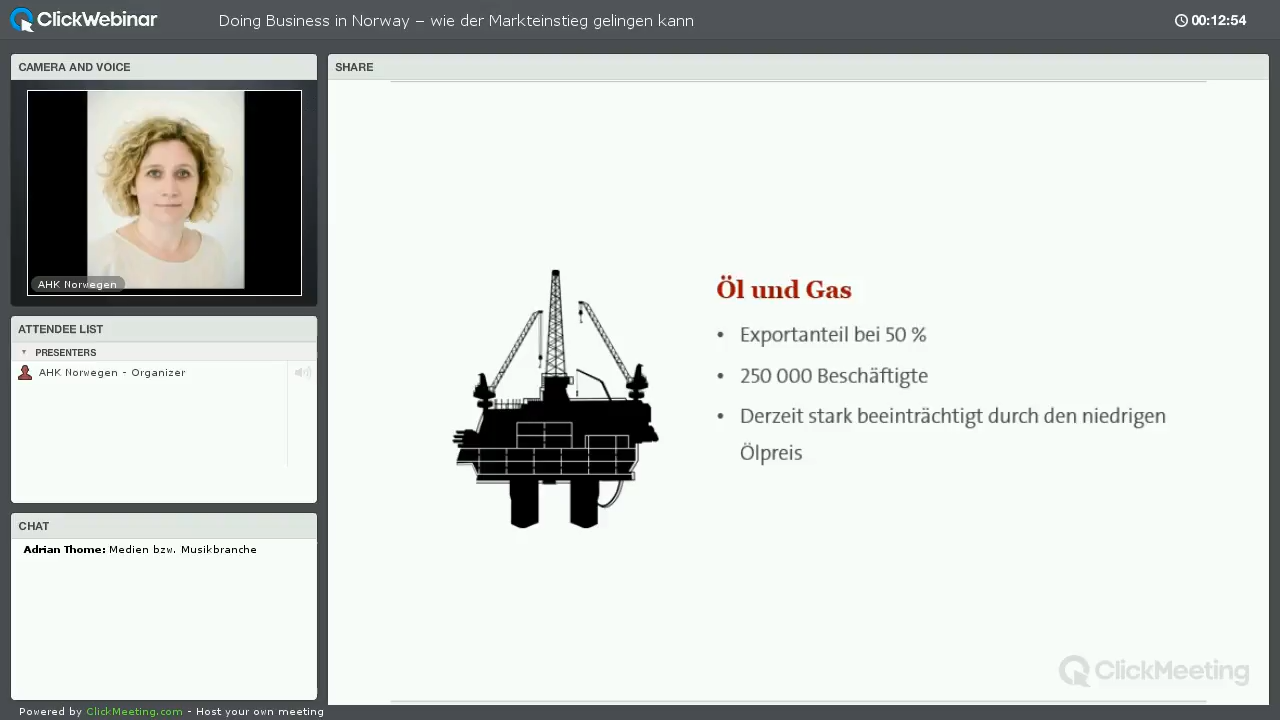 ClickWebinar
Doing Business in Norway – wie der Markteinstieg gelingen kann
00:12:54
CAMERA AND VOICE
AHK Norwegen
ATTENDEE LIST
PRESENTERS
AHK Norwegen - Organizer
CHAT
Adrian Thome: Medien bzw. Musikbranche
SHARE
Öl und Gas
• Exportanteil bei 50 %
• 250 000 Beschäftigte
• Derzeit stark beeinträchtigt durch den niedrigen
Ölpreis
ClickMeeting
Powered by ClickMeeting.com - Host your own meeting